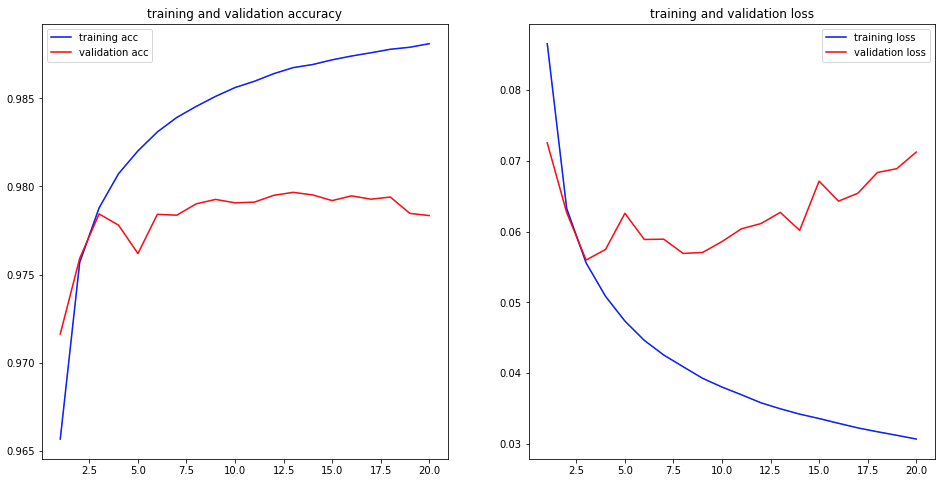 training and validation accuracy
training acc
validation acc
0.985
0.980
0.975
0.970
0.965
2.5 5.0 7.5 10.0 12.5 15.0 17.5 20.0
training and validation loss
training loss
validation loss
0.08
0.07
0.06
0.05
0.04
0.03
2.5 5.0 7.5 10.0 12.5 15.0 17.5 20.0